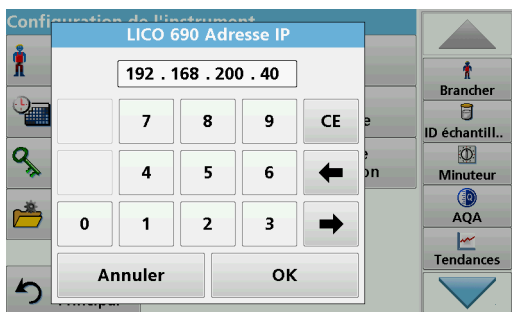 Configuration de l'instrument
LICO 690 Adresse IP
192 . 168 . 200 . 40
7 8 9 CE
4 5 6
0 1 2 3
Annuler OK
Principal
Brancher
ID échantill..
Minuteur
AQA
Tendances